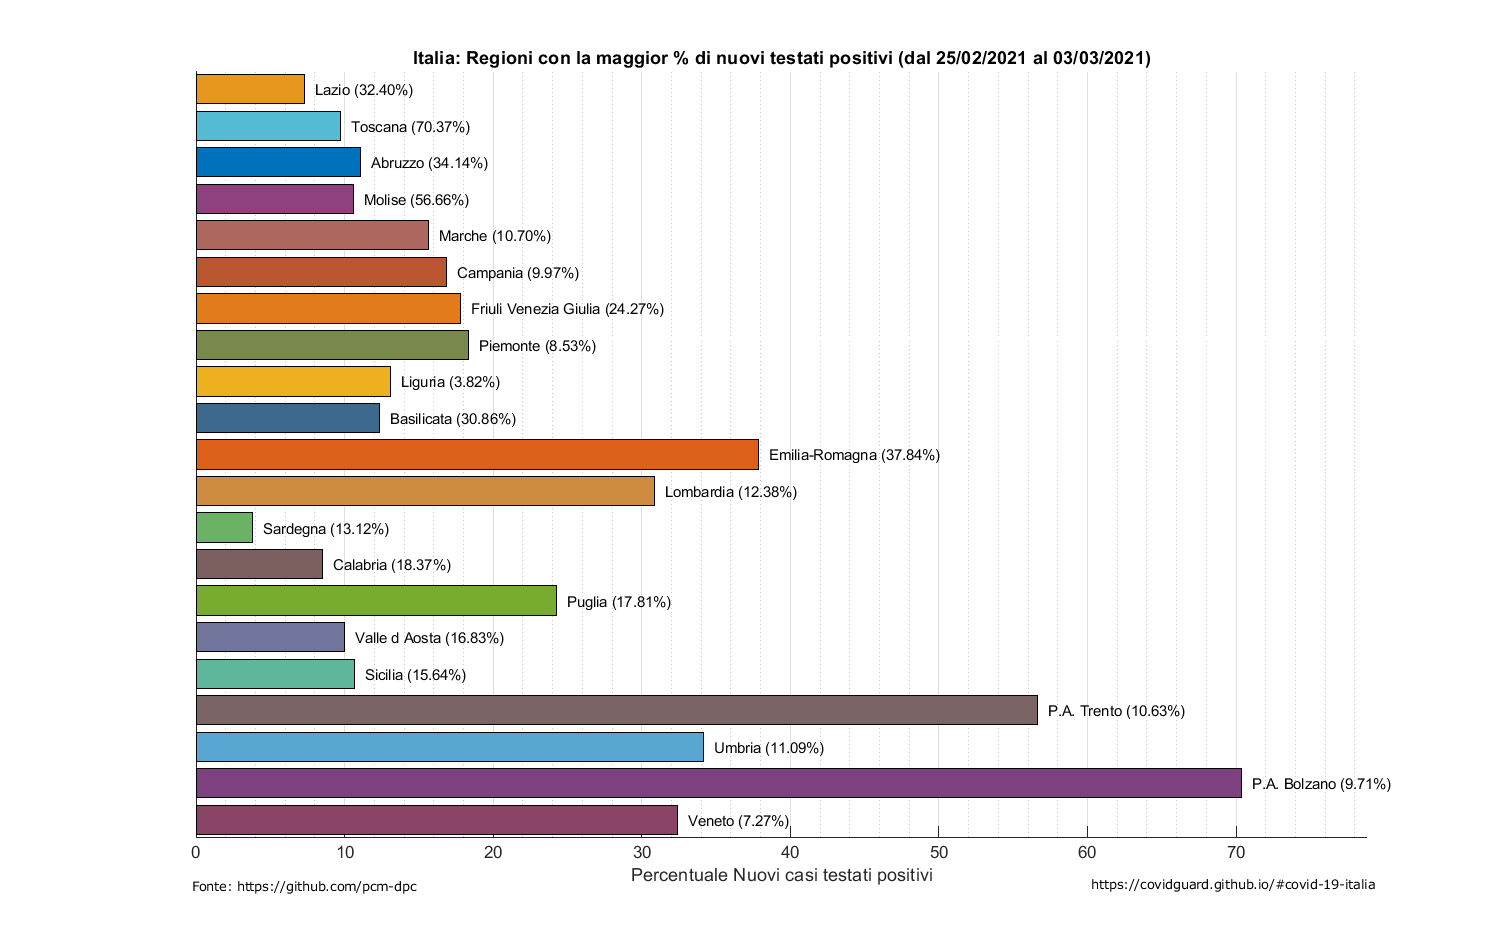 Italia: Regioni con la maggior % di nuovi testati positivi (dal 25/02/2021 al 03/03/2021)
Lazio (32.40%)
Toscana (70.37%)
Abruzzo (34.14%)
Molise (56.66%)
Marche (10.70%)
Campania (9.97%)
Friuli Venezia Giulia (24.27%)
Piemonte (8.53%)
Liguria (3.82%)
Basilicata (30.86%)
Emilia-Romagna (37.84%)
Lombardia (12.38%)
Sardegna (13.12%)
Calabria (18.37%)
Puglia (17.81%)
Valle d Aosta (16.83%)
Sicilia (15.64%)
P.A. Trento (10.63%)
Umbria (11.09%)
P.A. Bolzano (9.71%)
Veneto (7.27%)
0 10 20 30 40 50 60 70
Percentuale Nuovi casi testati positivi
Fonte: https://github.com/pcm-dpc
https://covidguard.github.io/#covid-19-italia